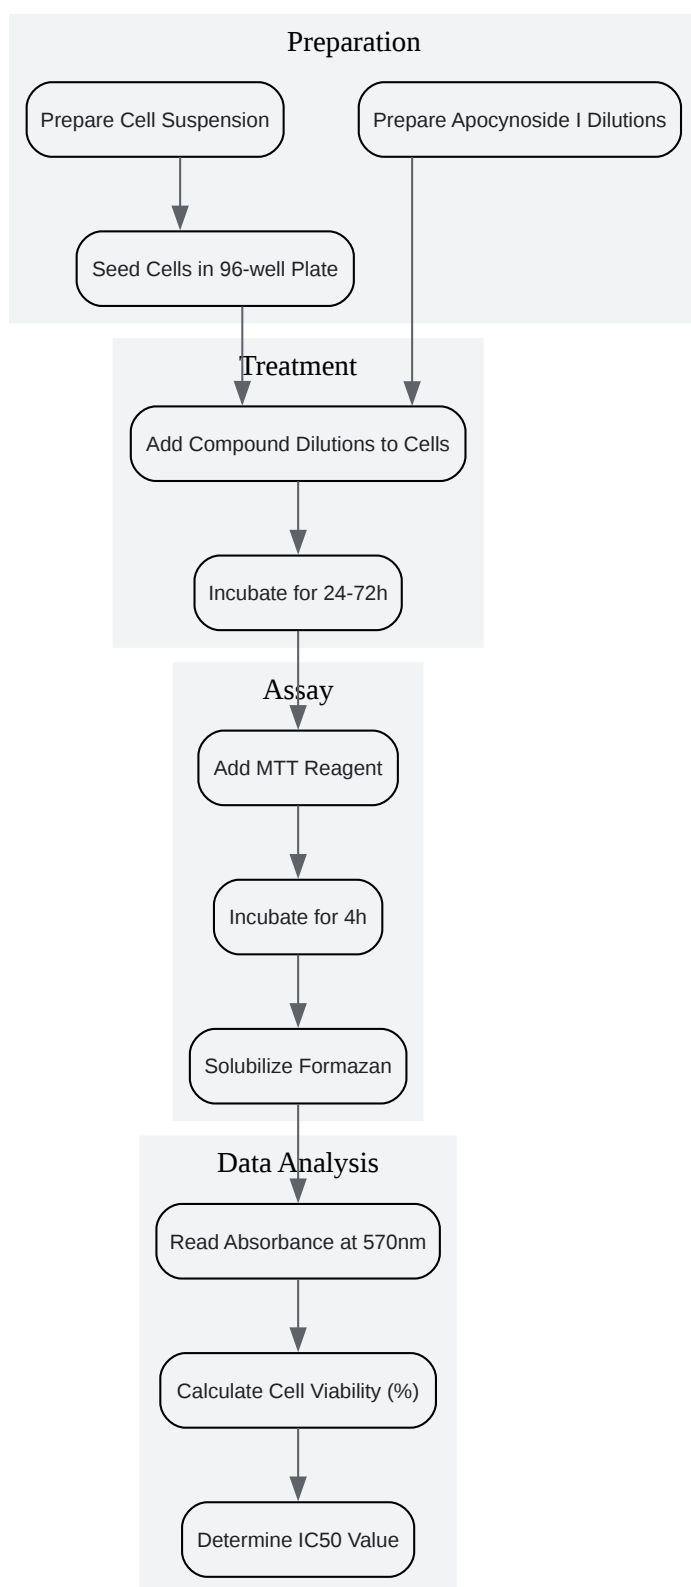 Preparation
Prepare Cell Suspension
Prepare Apocynoside I Dilutions
Seed Cells in 96-well Plate
Treatment
Add Compound Dilutions to Cells
Incubate for 24-72h
Assay
Add MTT Reagent
Incubate for 4h
Solubilize Formazan
Data Analysis
Read Absorbance at 570nm
Calculate Cell Viability (%)
Determine IC50 Value